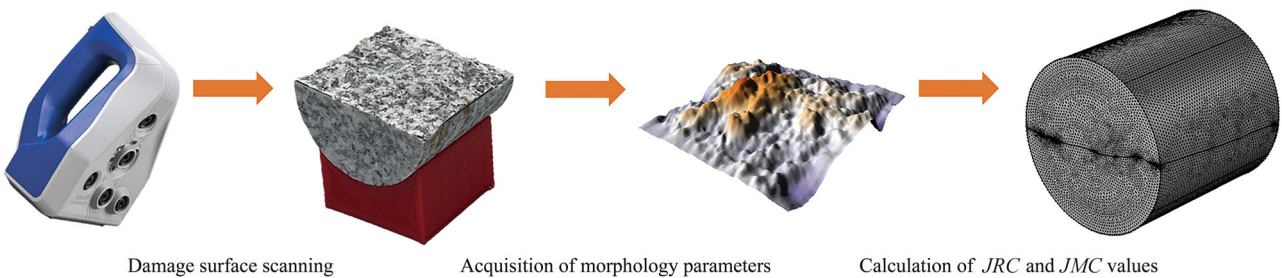 Damage surface scanning
Acquisition of morphology parameters
Calculation of JRC and JMC values